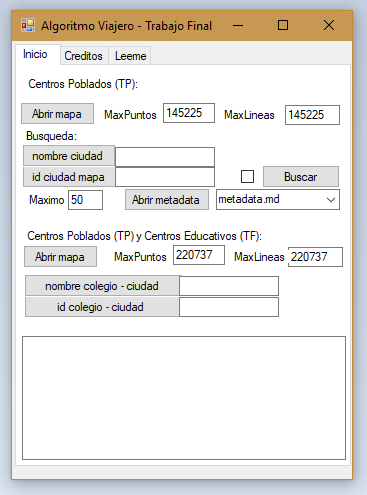 Algoritmo Viajero - Trabajo Final
Inicio Creditos Leeme
Centros Poblados (TP):
Abrir mapa MaxPuntos 145225 MaxLineas 145225
Busqueda:
nombre ciudad
id ciudad mapa Buscar
Maximo 50 Abrir metadata metadata.md
Centros Poblados (TP) y Centros Educativos (TF):
Abrir mapa MaxPuntos 220737 MaxLineas 220737
nombre colegio - ciudad
id colegio - ciudad